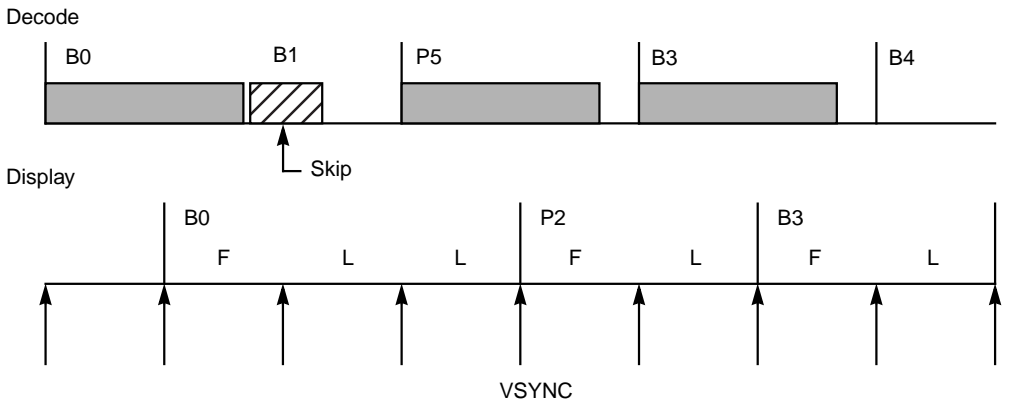 Decode
B0 B1 P5 B3 B4
Skip
Display
B0 P2 B3
F L L F L F L
VSYNC